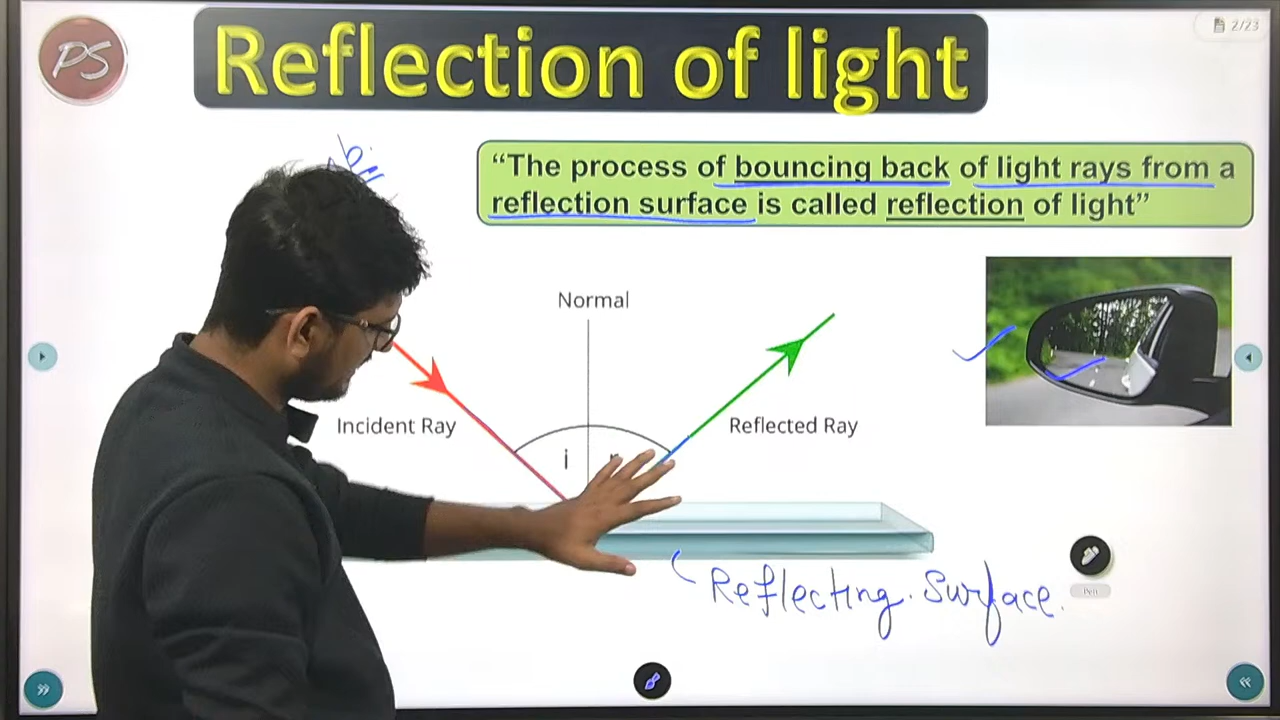 PS
Reflection of light
2/23
“The process of bouncing back of light rays from a
reflection surface is called reflection of light”
Normal
Incident Ray
Reflected Ray
i
Reflecting Surface.
Pen